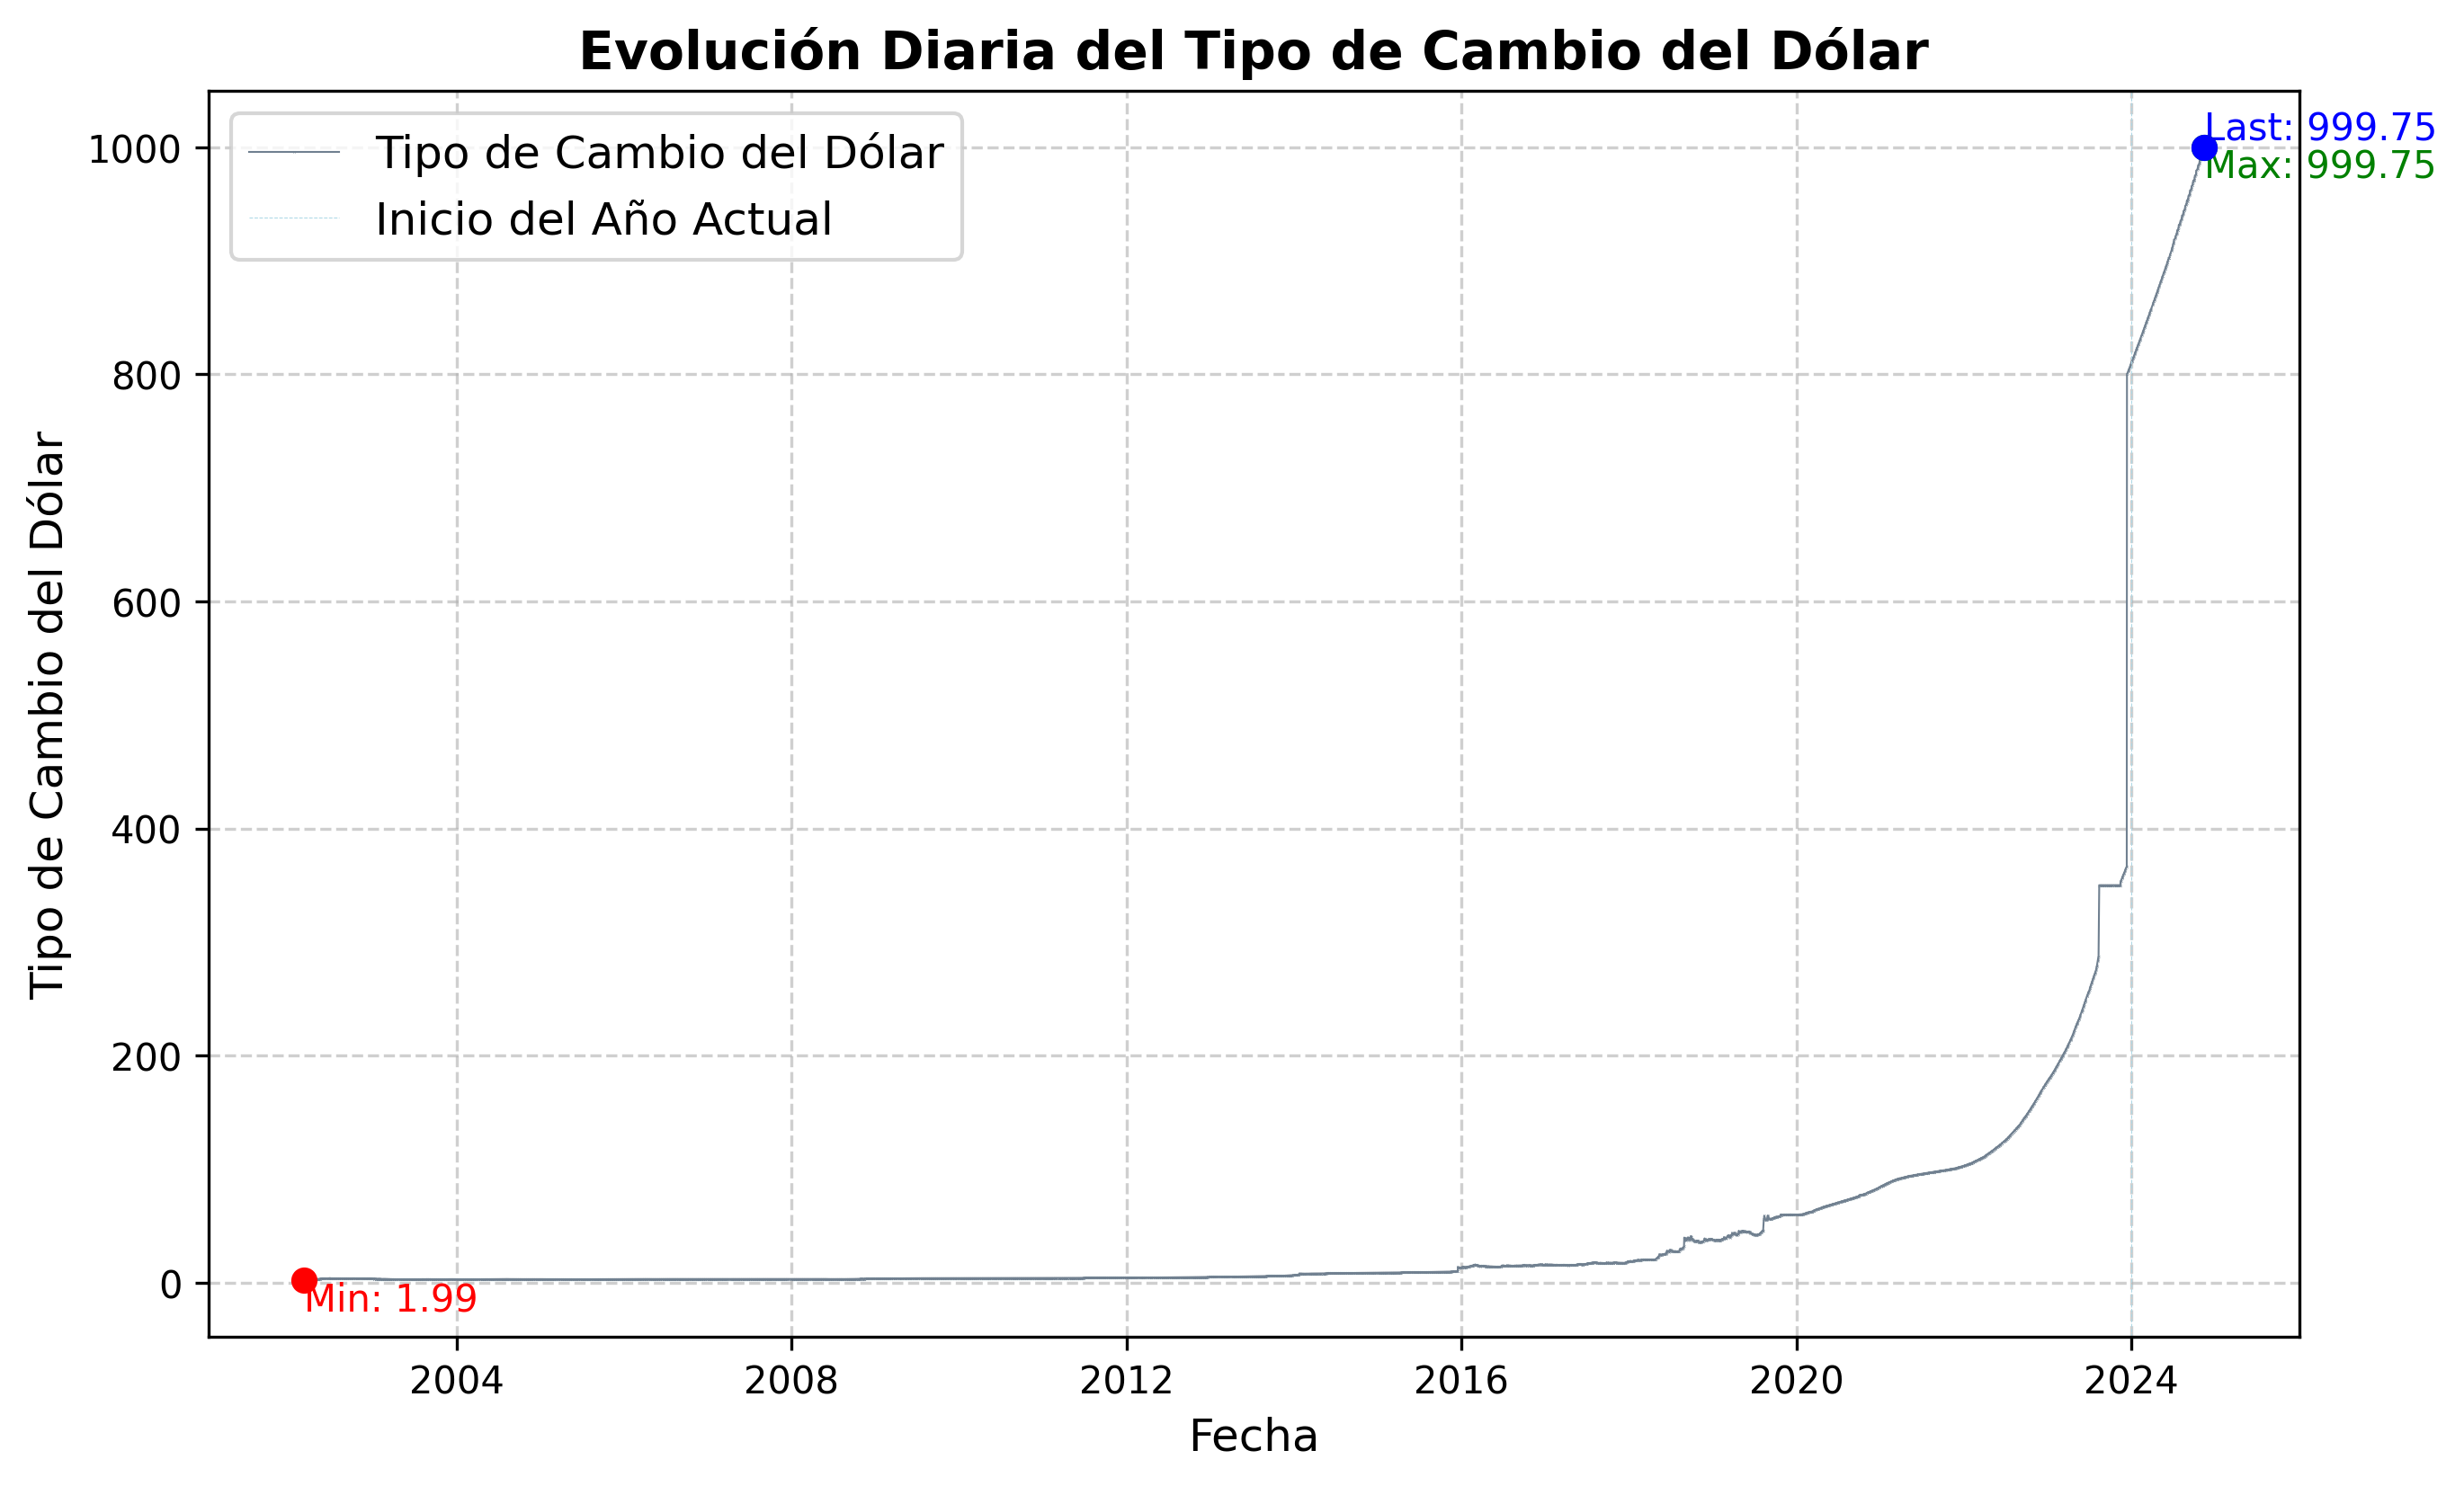 Evolución Diaria del Tipo de Cambio del Dólar
Tipo de Cambio del Dólar
Inicio del Año Actual
Last: 999.75
Max: 999.75
Min: 1.99
Tipo de Cambio del Dólar
1000
800
600
400
200
0
2004
2008
2012
2016
2020
2024
Fecha